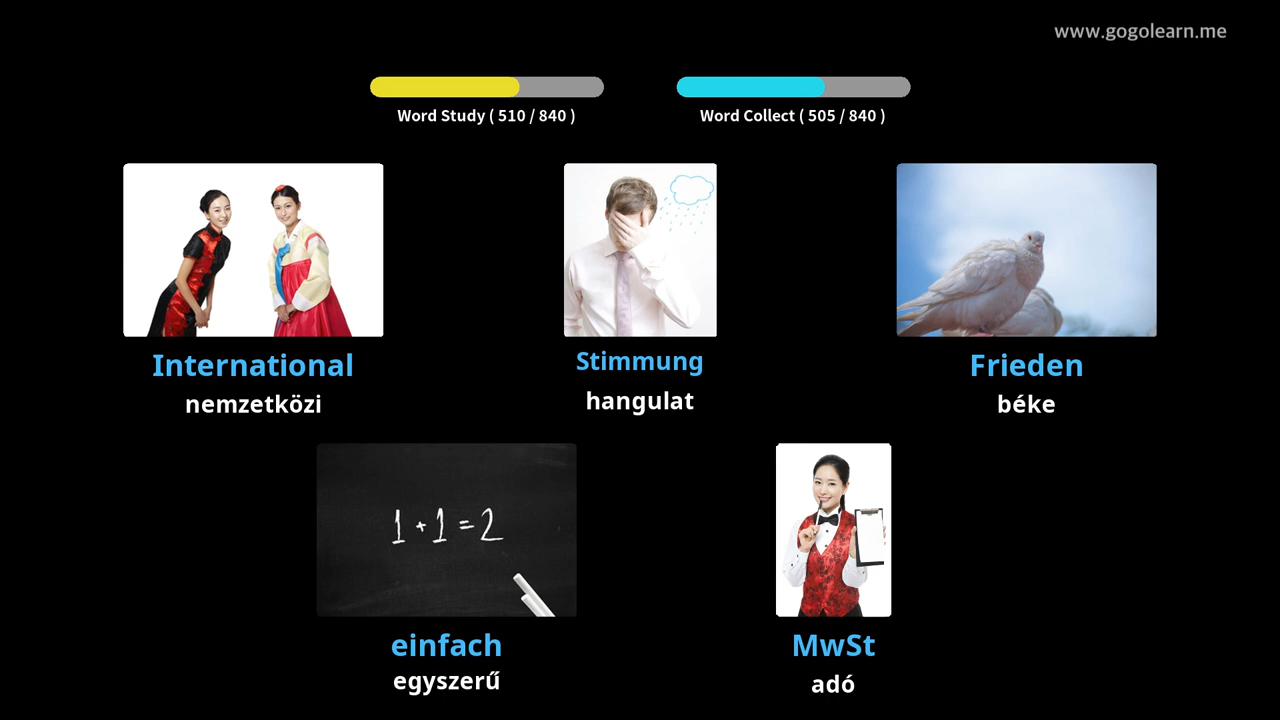 www.gogolearn.me
Word Study ( 510 / 840 )
Word Collect ( 505 / 840 )
International
nemzetközi
Stimmung
hangulat
Frieden
béke
1 + 1 = 2
einfach
egyszerű
MwSt
adó